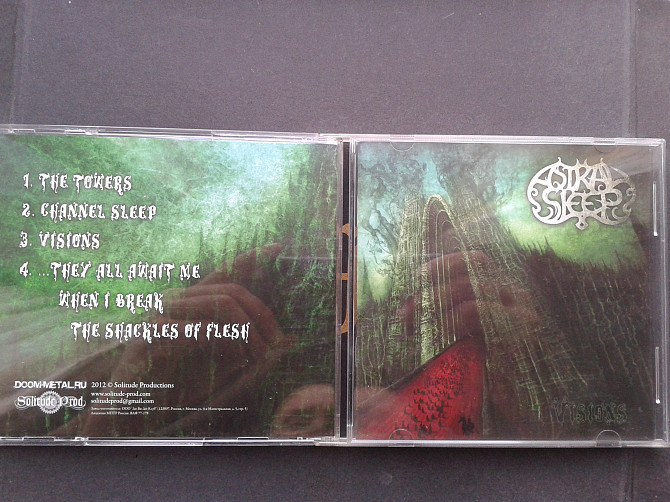 1. THE TOWERS
2. CHANNEL SLEEP
3. VISIONS
4. ...THEY ALL AWAIT ME
WHEN I BREAK
THE SHACKLES OF FLESH
.DOOM-METAL.RU
Solitude Prod.
2012 © Solitude Productions
www.solitude-prod.com
solitudeprod@gmail.com
ASTRAL
SLEEP